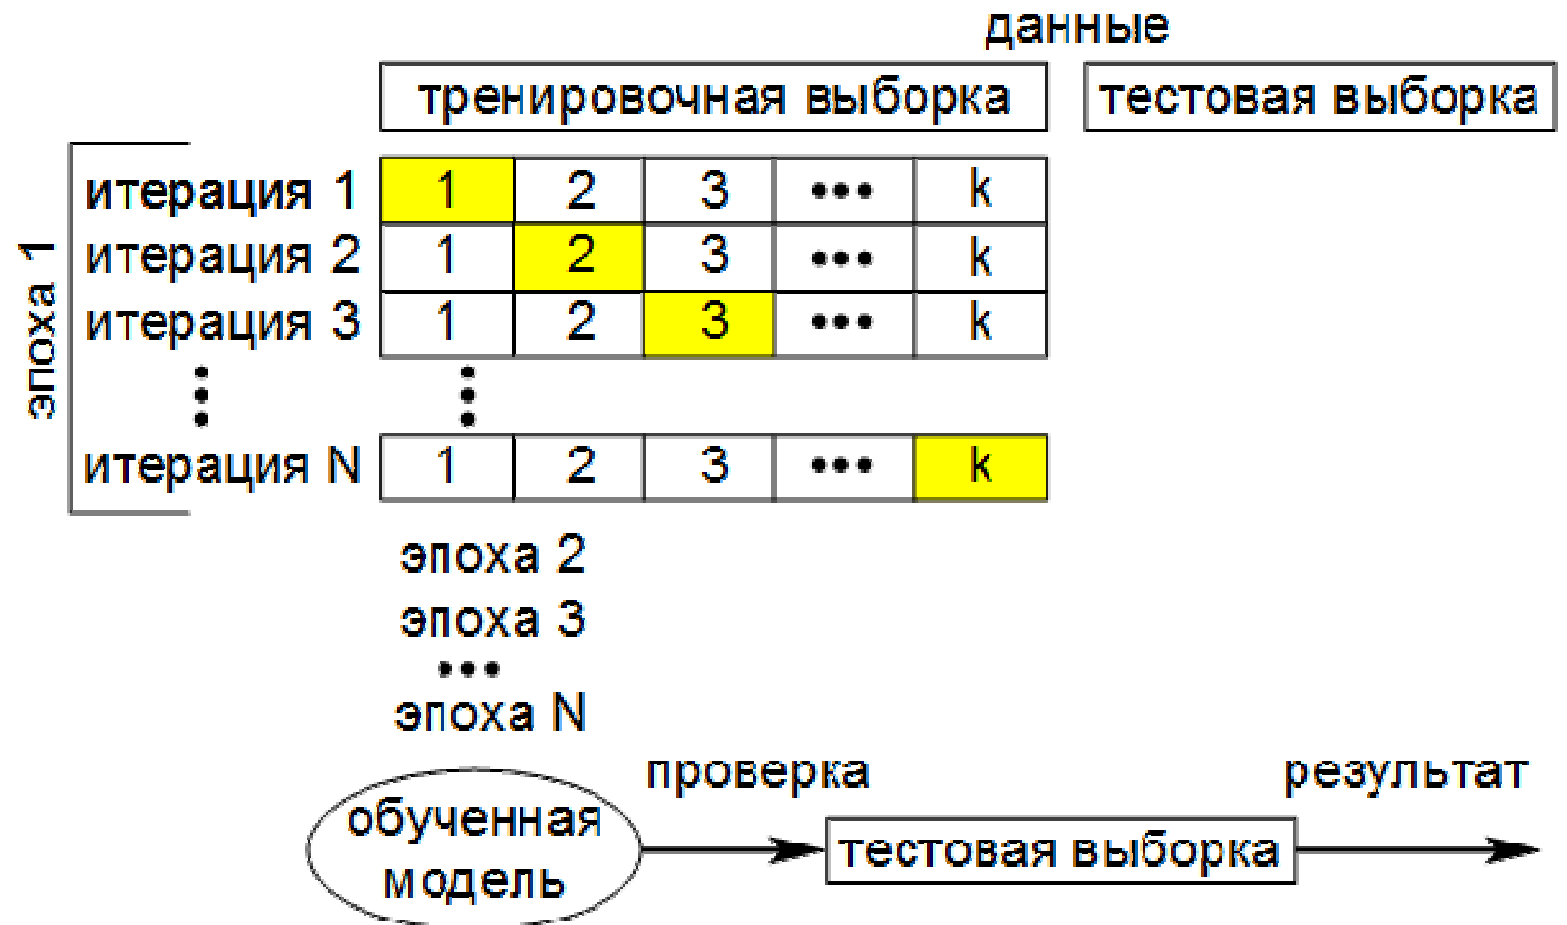 данные
тренировочная выборка тестовая выборка
эпоха 1
итерация 1 1 2 3 ••• k
итерация 2 1 2 3 ••• k
итерация 3 1 2 3 ••• k
итерация N 1 2 3 ••• k
эпоха 2
эпоха 3
•••
эпоха N
обученная
модель
проверка
тестовая выборка
результат